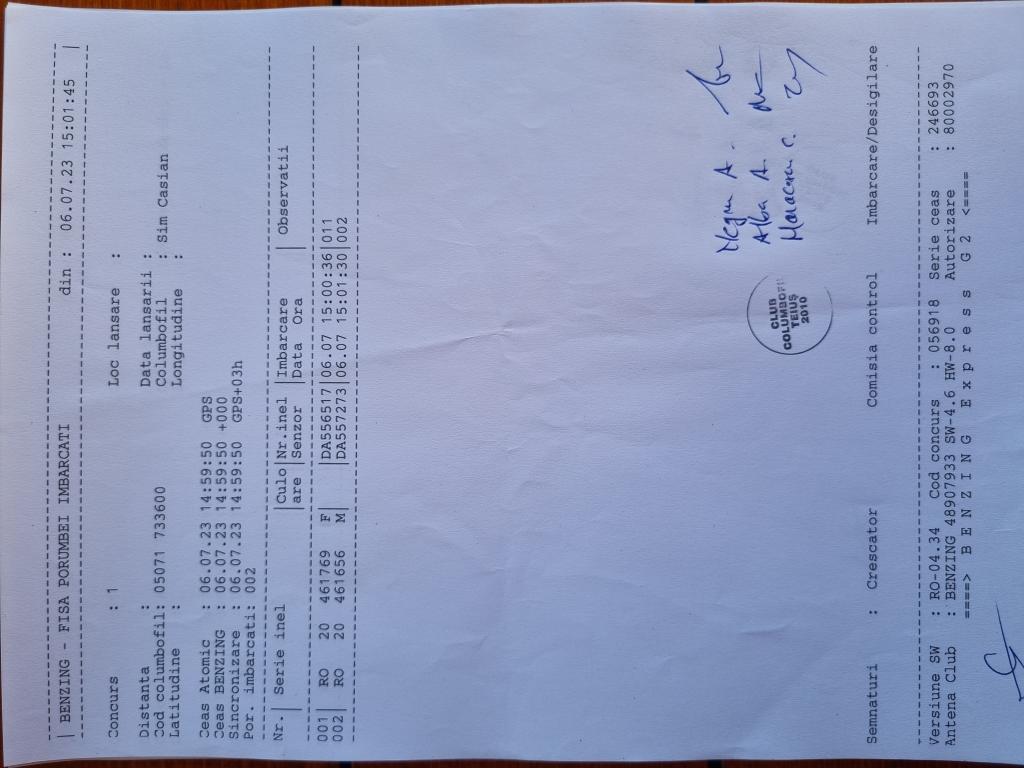 BENZING - FISA PORUMBEI IMBARCATI din : 06.07.23 15:01:45 |
Concurs : 1 Loc lansare :
Distanta : Data lansarii :
Cod columbofil: 05071 733600 Columbofil : Sim Casian
Latitudine : Longitudine :
Ceas Atomic : 06.07.23 14:59:50 GPS
Ceas BENZING : 06.07.23 14:59:50 +000
Sincronizare : 06.07.23 14:59:50 GPS+03h
Por. imbarcati: 002
Nr.| Serie inel |Culo|Nr.inel |Imbarcare | Observatii
|are |Senzor |Data Ora |
001| RO 20 461769 F |DA556517|06.07 15:00:36|011
002| RO 20 461656 M |DA557273|06.07 15:01:30|002
A.
Alba A.
C.
CLUB
COLUMBOFIL
TEIUȘ
2010
Semnaturi : Crescator Comisia control Imbarcare/Desigilare
Versiune SW : RO-04.34 Cod concurs : 056918 Serie ceas : 246693
Antena Club : BENZING 48907933 SW-4.6 HW-8.0 Autorizare : 80002970
====> B E N Z I N G E x p r e s s G 2 <====